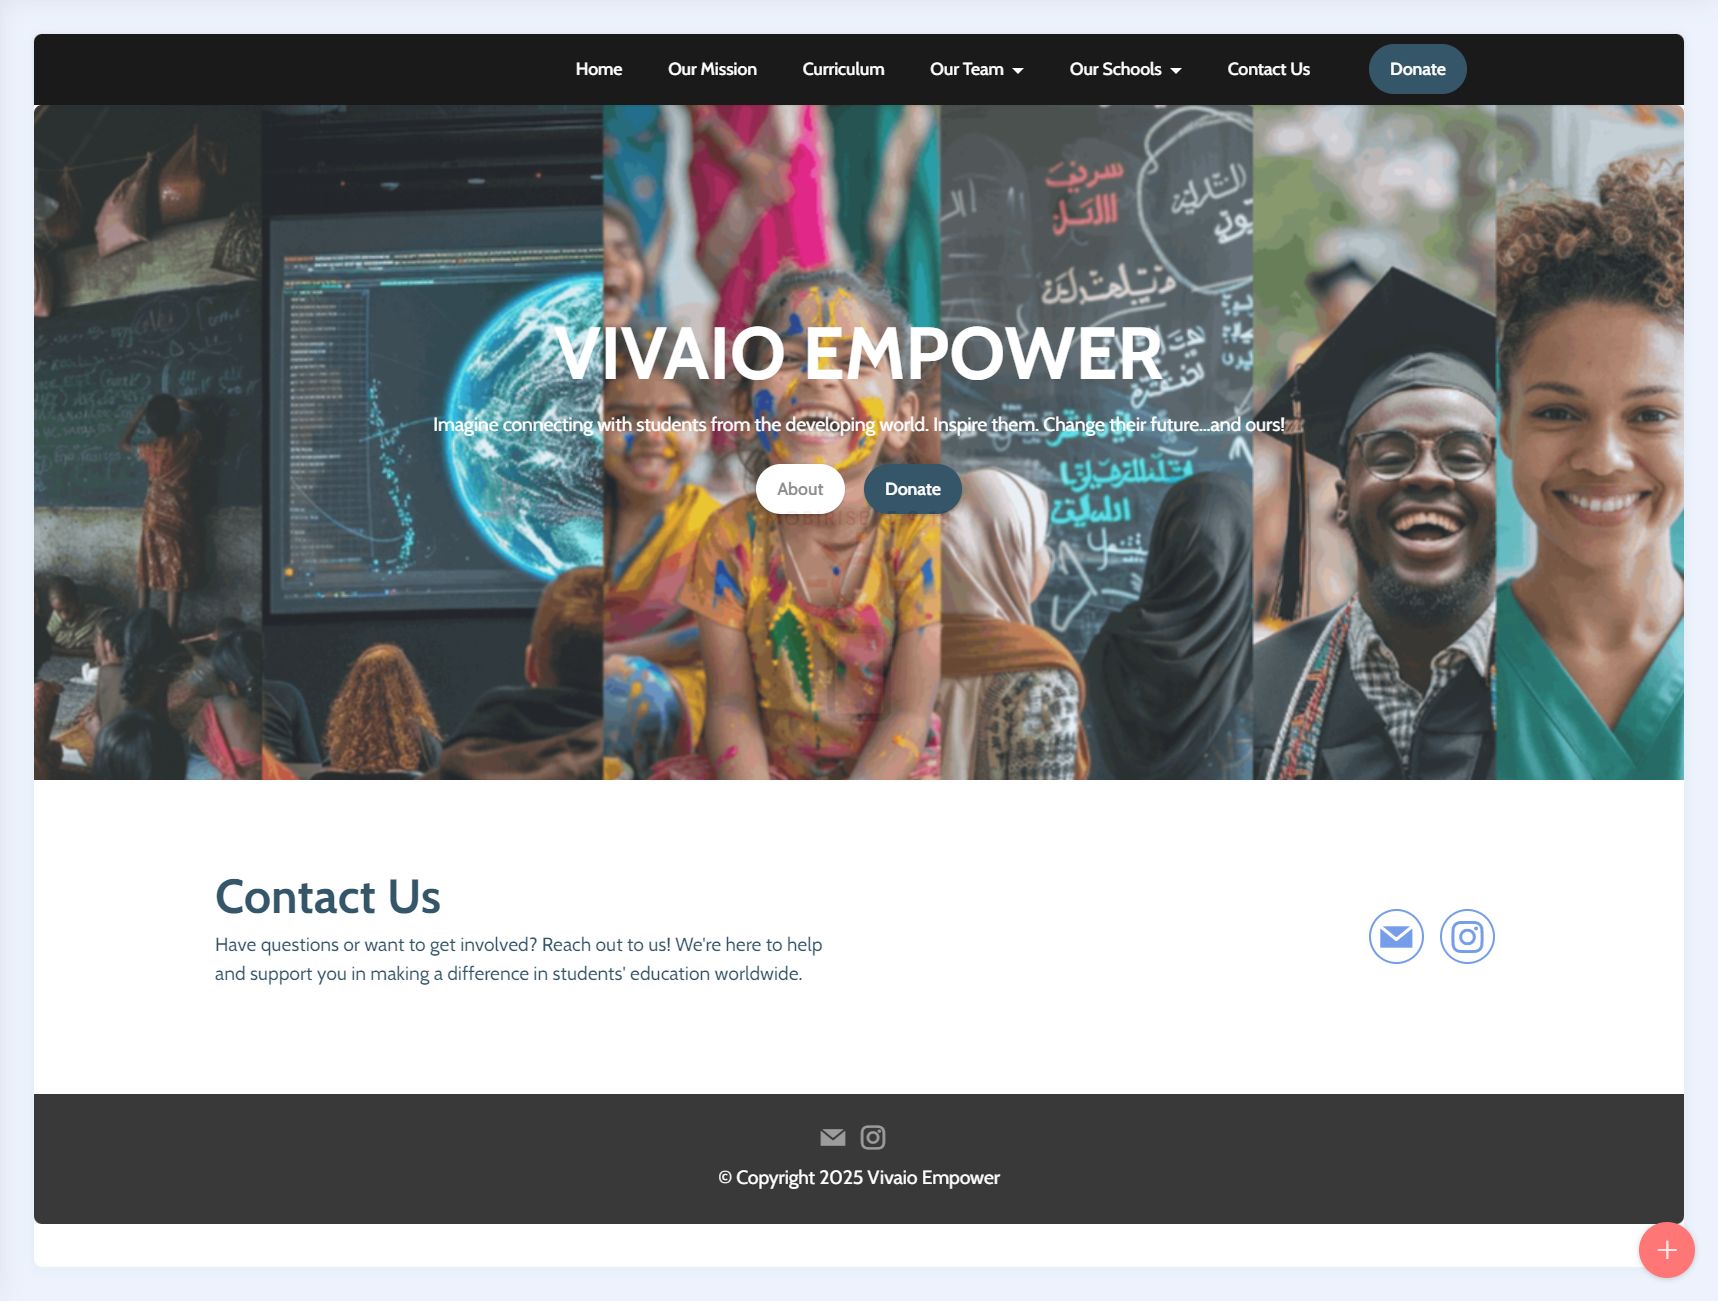 Home Our Mission Curriculum Our Team Our Schools Contact Us Donate
VIVAIO EMPOWER
Imagine connecting with students from the developing world. Inspire them. Change their future...and ours!
About Donate
Contact Us
Have questions or want to get involved? Reach out to us! We're here to help
and support you in making a difference in students' education worldwide.
© Copyright 2025 Vivaio Empower